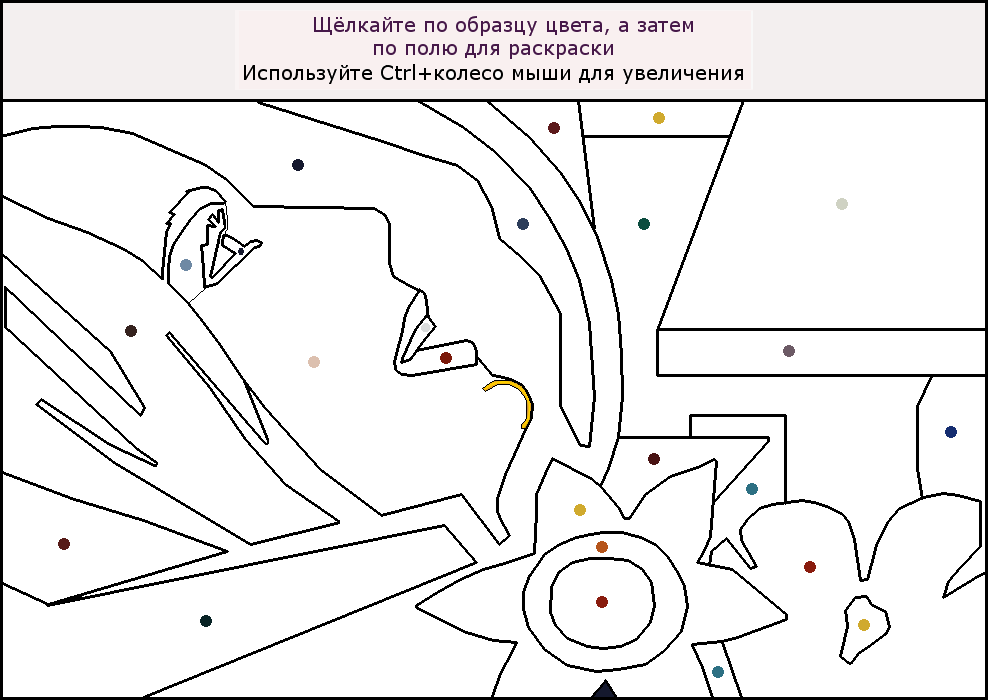 Щёлкайте по образцу цвета, а затем
по полю для раскраски
Используйте Ctrl+колесо мыши для увеличения